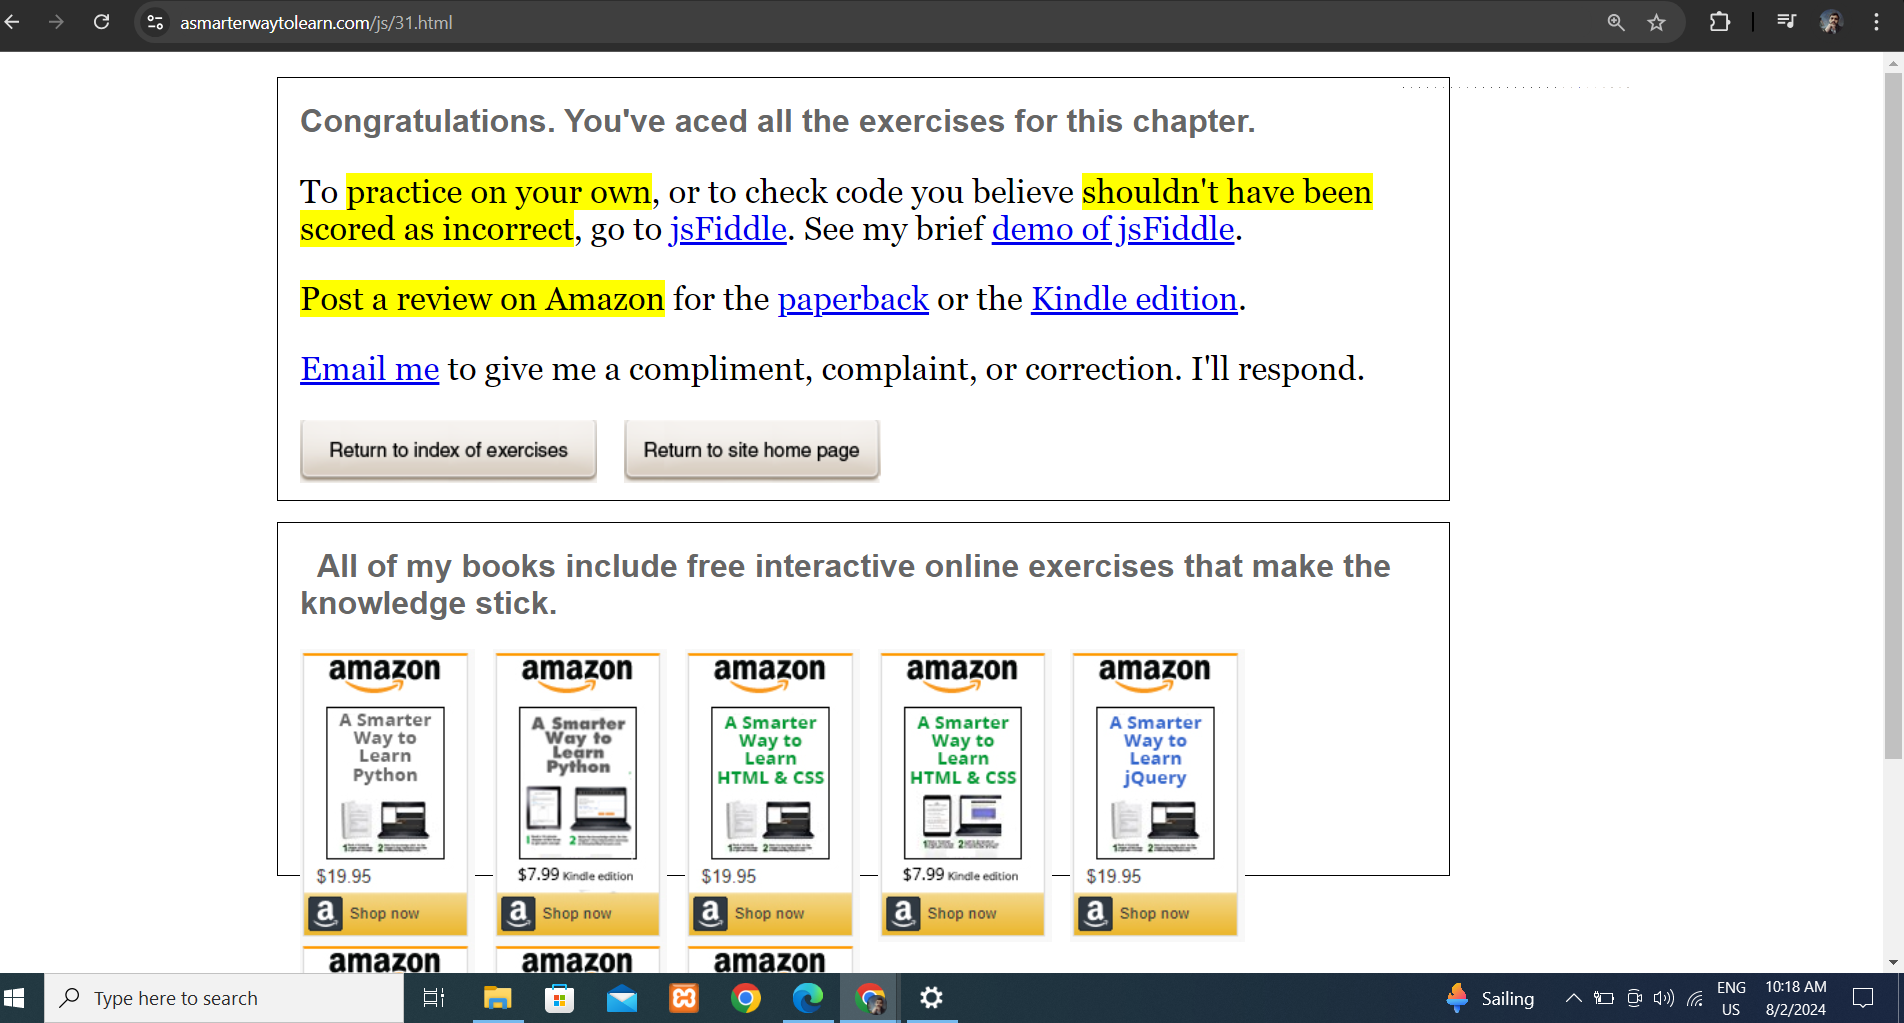 asmarterwaytolearn.com/js/31.html
Congratulations. You've aced all the exercises for this chapter.
To practice on your own, or to check code you believe shouldn't have been
scored as incorrect, go to jsFiddle. See my brief demo of jsFiddle.
Post a review on Amazon for the paperback or the Kindle edition.
Email me to give me a compliment, complaint, or correction. I'll respond.
Return to index of exercises
Return to site home page
All of my books include free interactive online exercises that make the
knowledge stick.
amazon
A Smarter
Way to
Learn
Python
$19.95
a Shop now
amazon
A Smarter
Way to
Learn
Python
$7.99 Kindle edition
a Shop now
amazon
A Smarter
Way to
Learn
HTML & CSS
$19.95
a Shop now
amazon
A Smarter
Way to
Learn
HTML & CSS
$7.99 Kindle edition
a Shop now
amazon
A Smarter
Way to
Learn
jQuery
$19.95
a Shop now
amazon
amazon
amazon
Type here to search
Sailing
ENG
US
10:18 AM
8/2/2024